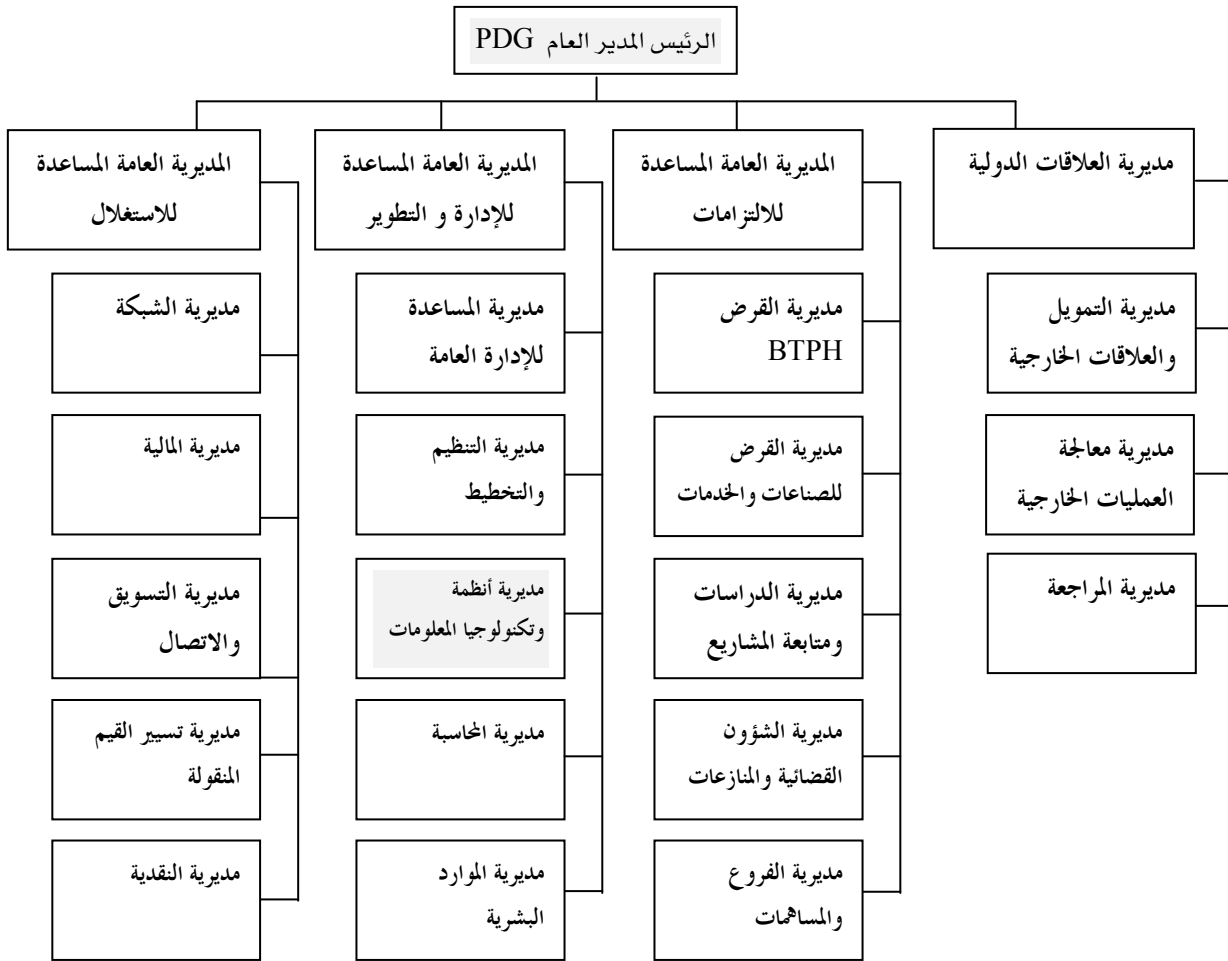 الرئيس المدير العام PDG
مديرية العلاقات الدولية
المديرية العامة المساعدة
للالتزامات
المديرية العامة المساعدة
للإدارة و التطوير
المديرية العامة المساعدة
للاستغلال
مديرية التمويل
والعلاقات الخارجية
مديرية القرض
BTPH
مديرية المساعدة
للإدارة العامة
مديرية الشبكة
مديرية معالجة
العمليات الخارجية
مديرية القرض
للصناعات والخدمات
مديرية التنظيم
والتخطيط
مديرية المالية
مديرية المراجعة
مديرية الدراسات
ومتابعة المشاريع
مديرية أنظمة
وتكنولوجيا المعلومات
مديرية التسويق
والاتصال
مديرية الشؤون
القضائية والمنازعات
مديرية المحاسبة
مديرية تسيير القيم
المنقولة
مديرية الفروع
والمساهمات
مديرية الموارد
البشرية
مديرية النقدية